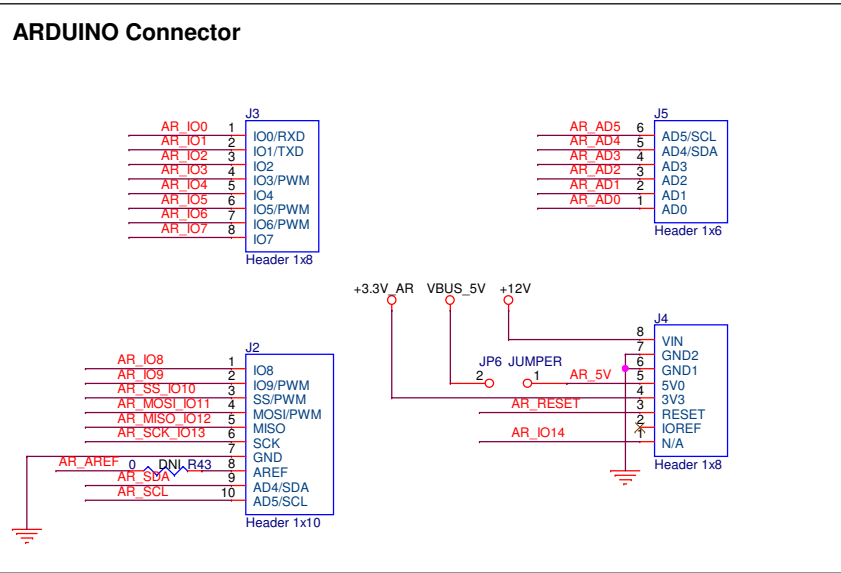 ARDUINO Connector
J3
AR_IO0 1 IO0/RXD
AR_IO1 2 IO1/TXD
AR_IO2 3 IO2
AR_IO3 4 IO3/PWM
AR_IO4 5 IO4
AR_IO5 6 IO5/PWM
AR_IO6 7 IO6/PWM
AR_IO7 8 IO7
Header 1x8
J5
AR_AD5 6 AD5/SCL
AR_AD4 5 AD4/SDA
AR_AD3 4 AD3
AR_AD2 3 AD2
AR_AD1 2 AD1
AR_AD0 1 AD0
Header 1x6
J2
AR_IO8 1 IO8
AR_IO9 2 IO9/PWM
AR_SS_IO10 3 SS/PWM
AR_MOSI_IO11 4 MOSI/PWM
AR_MISO_IO12 5 MISO
AR_SCK_IO13 6 SCK
7 GND
AR_AREF 0 DNI R43 8 AREF
AR_SDA 9 AD4/SDA
AR_SCL 10 AD5/SCL
Header 1x10
+3.3V_AR VBUS_5V +12V
J4
8 VIN
7 GND2
6 GND1
JP6 JUMPER
2 1 AR_5V 5 5V0
4 3V3
AR_RESET 3 RESET
2 IOREF
AR_IO14 1 N/A
Header 1x8